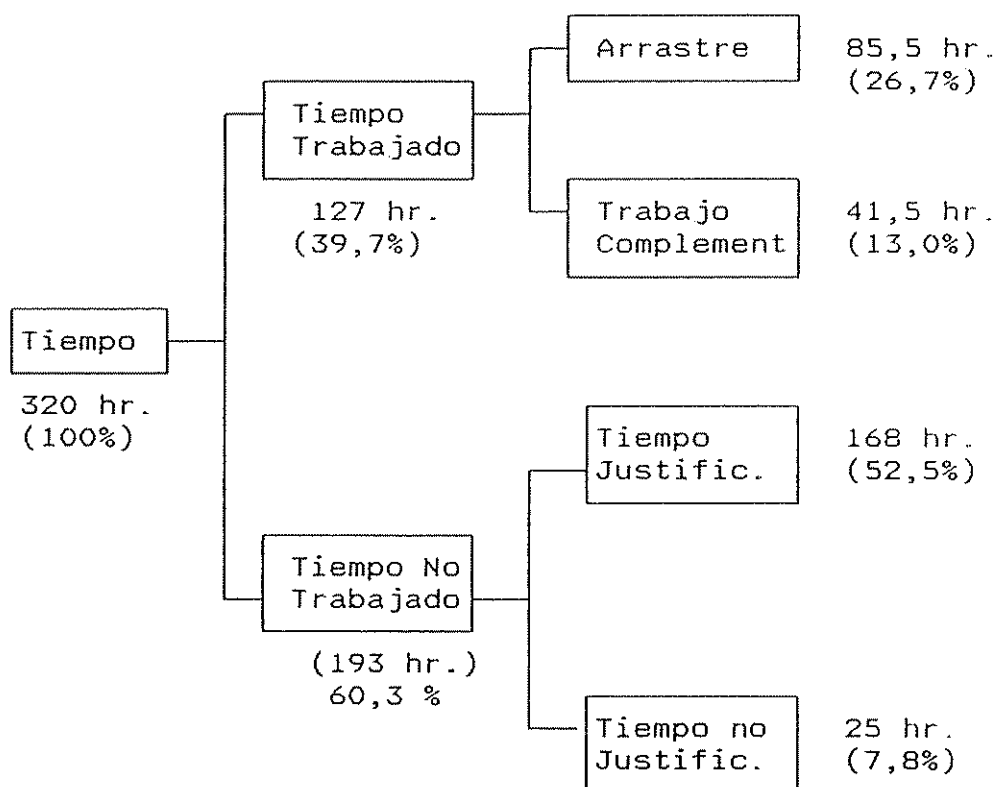 Arrastre
85,5 hr.
(26,7%)
Tiempo
Trabajado
127 hr.
(39,7%)
Trabajo
Complement
41,5 hr.
(13,0%)
Tiempo
320 hr.
(100%)
Tiempo
Justific.
168 hr.
(52,5%)
Tiempo No
Trabajado
(193 hr.)
60,3 %
Tiempo no
Justific.
25 hr.
(7,8%)